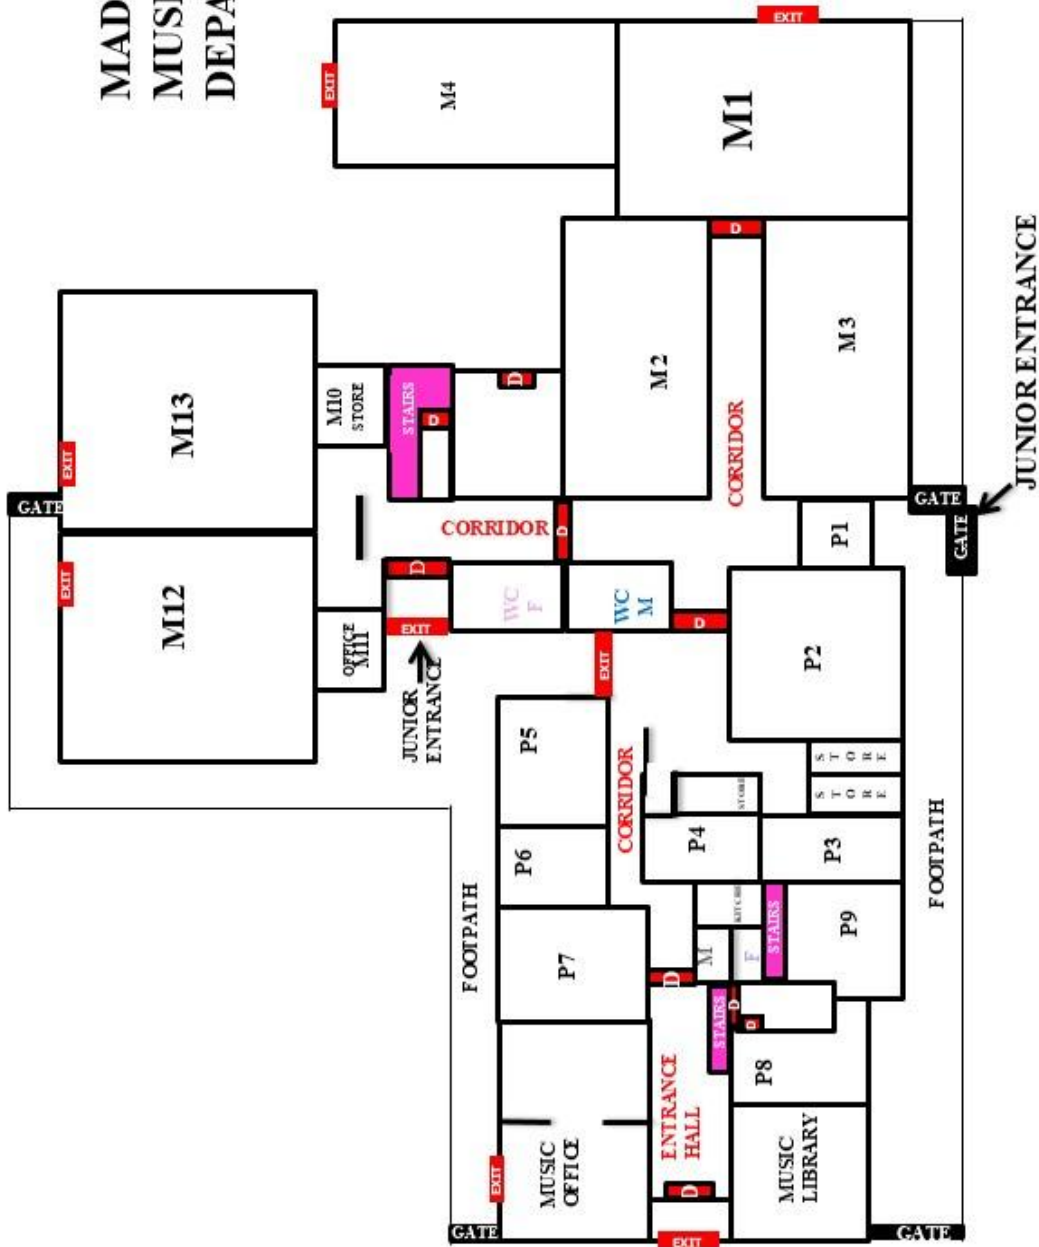 MAD
MUSI
DEPA
EXIT
EXIT
M4
M1
D
M2
M3
CORRIDOR
JUNIOR ENTRANCE
GATE
GATE
EXIT
M13
M10
STORE
STAIRS
D
D
GATE
CORRIDOR
D
P1
EXIT
M12
OFFICE
M11
D
EXIT
JUNIOR
ENTRANCE
WC
F
WC
M
D
EXIT
P2
P5
CORRIDOR
STORE
STORE
STORE
P6
P4
P3
FOOTPATH
FOOTPATH
P7
M
F
STAIRS
P9
D
STAIRS
D
D
P8
ENTRANCE
HALL
MUSIC
OFFICE
EXIT
D
MUSIC
LIBRARY
GATE
EXIT
GATE